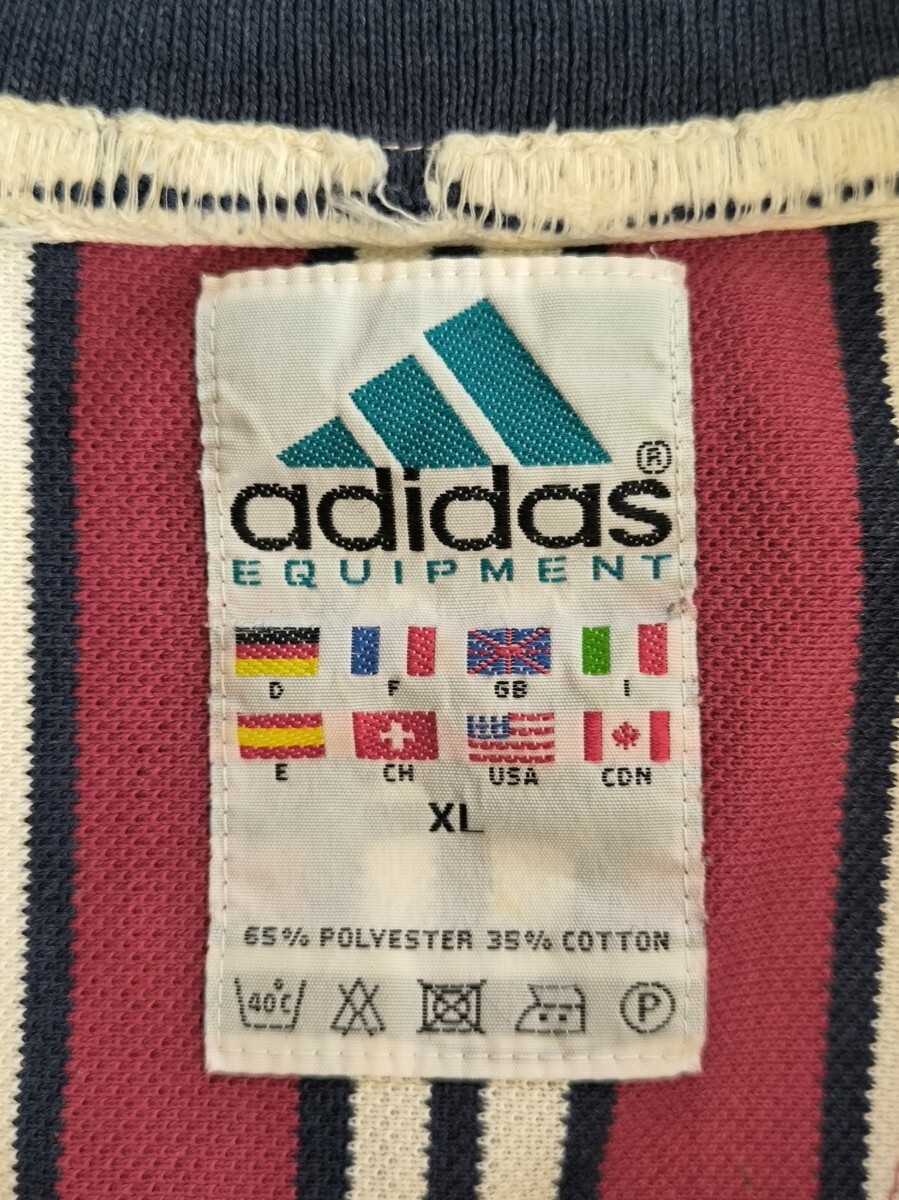 adidas ®
EQUIPMENT
D F GB I
E CH USA CDN
XL
65% POLYESTER 35% COTTON
40°C P